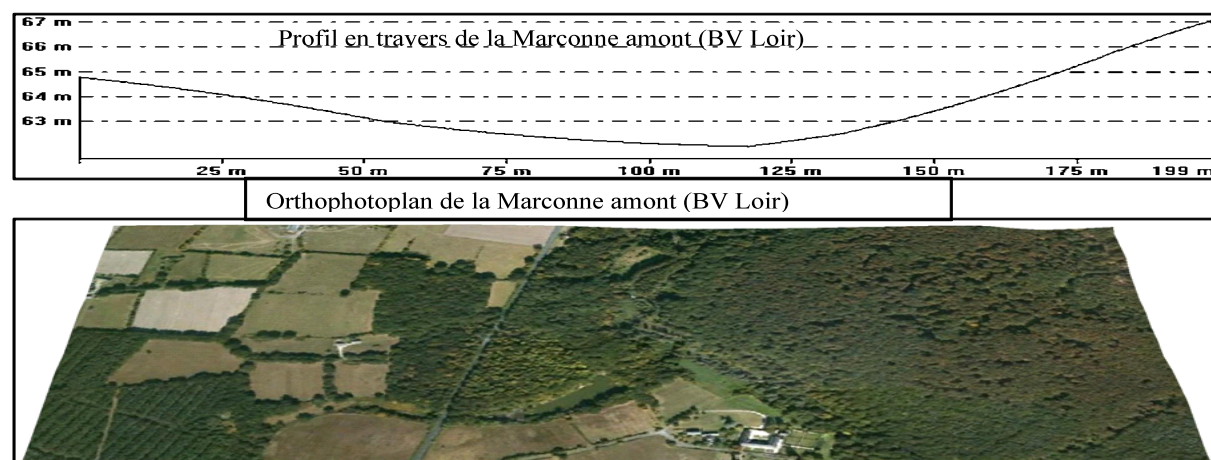 67 m
Profil en travers de la Marconne amont (BV Loir)
66 m
65 m
64 m
63 m
25 m 50 m 75 m 100 m 125 m 150 m 175 m 199 m
Orthophotoplan de la Marconne amont (BV Loir)